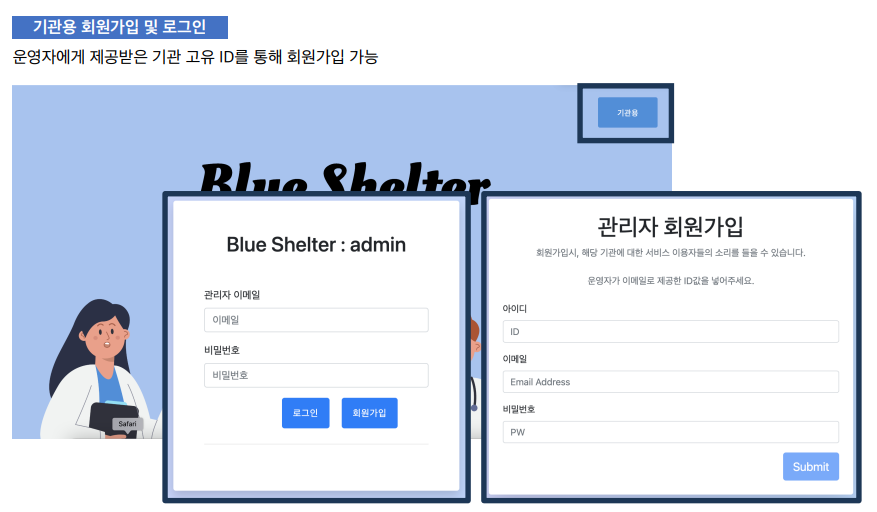 기관용 회원가입 및 로그인
운영자에게 제공받은 기관 고유 ID를 통해 회원가입 가능
기관용
Blue Shelter
Blue Shelter : admin
관리자 이메일
이메일
비밀번호
비밀번호
로그인 회원가입
Safari
관리자 회원가입
회원가입시, 해당 기관에 대한 서비스 이용자들의 소리를 들을 수 있습니다.
운영자가 이메일로 제공한 ID값을 넣어주세요.
아이디
ID
이메일
Email Address
비밀번호
PW
Submit